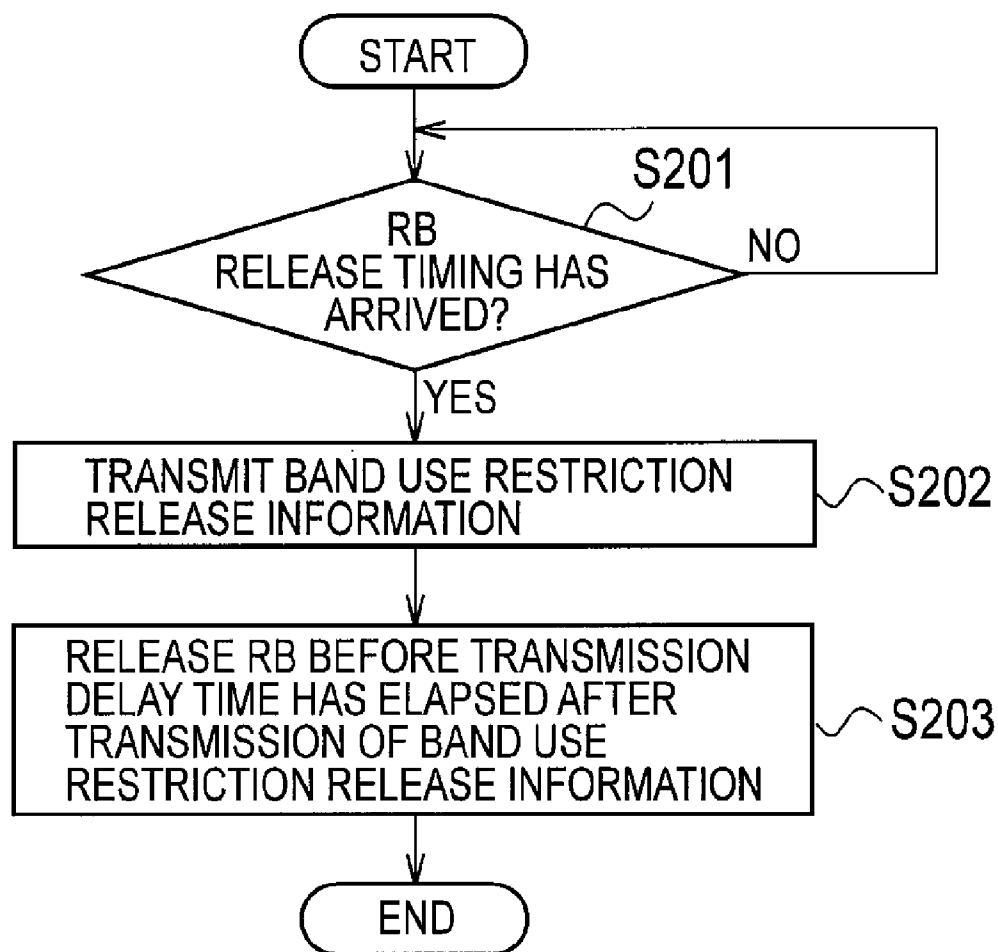 START
S201
RB
RELEASE TIMING HAS
ARRIVED?
NO
YES
TRANSMIT BAND USE RESTRICTION
RELEASE INFORMATION
S202
RELEASE RB BEFORE TRANSMISSION
DELAY TIME HAS ELAPSED AFTER
TRANSMISSION OF BAND USE
RESTRICTION RELEASE INFORMATION
S203
END